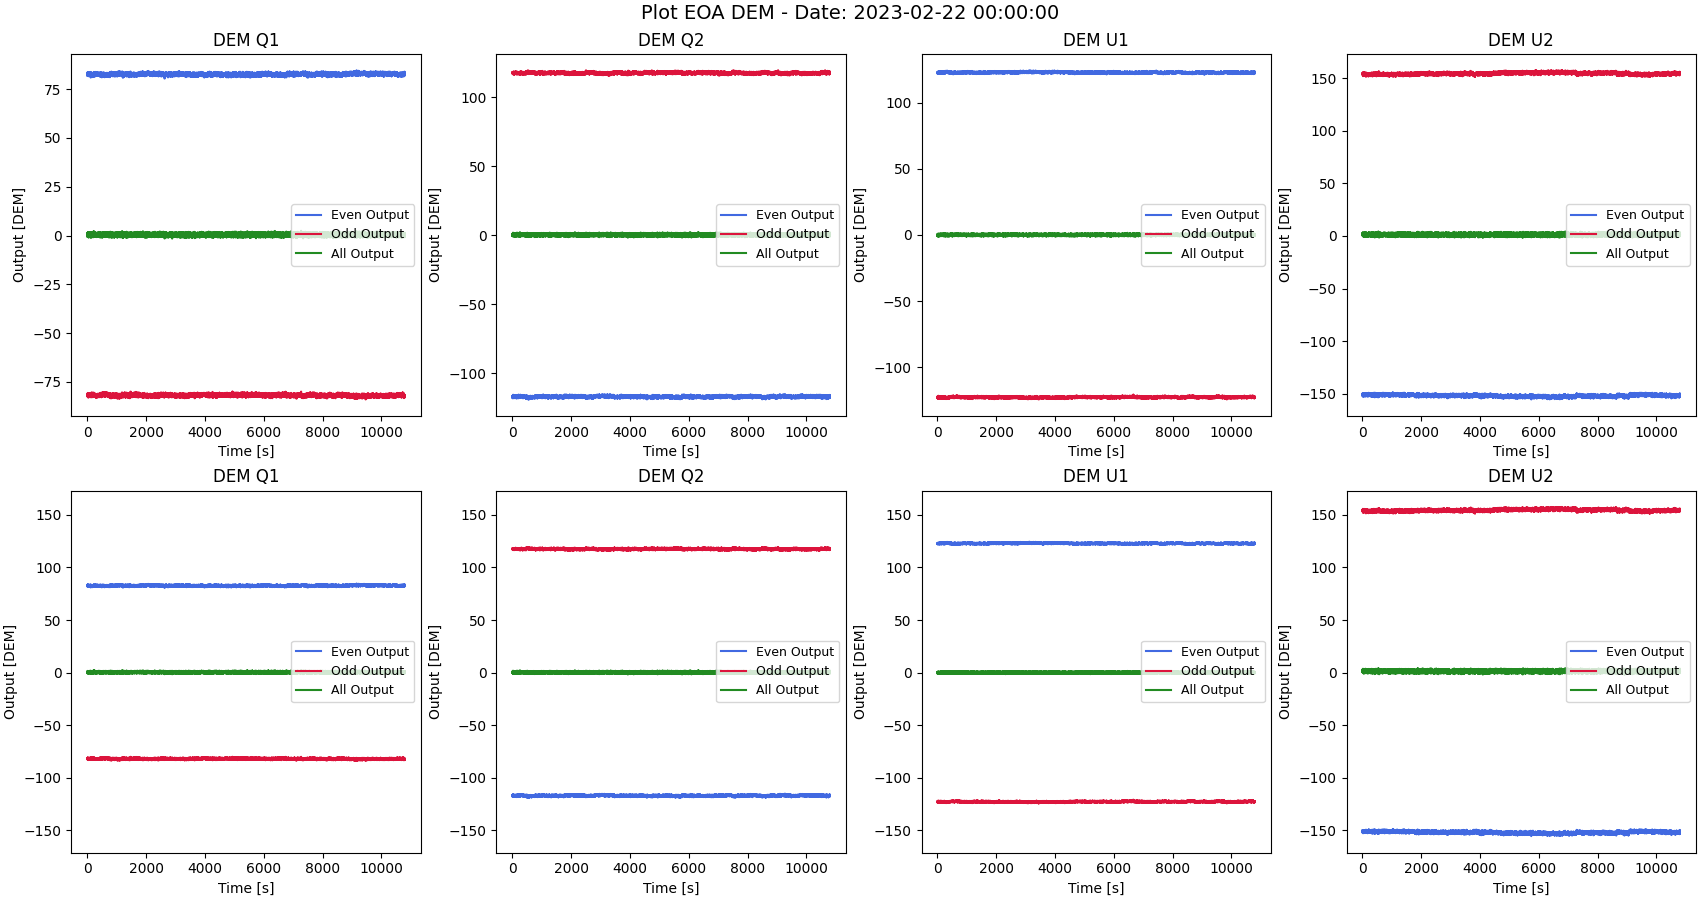 Plot EOA DEM - Date: 2023-02-22 00:00:00
DEM Q1
75
50
25
0
−25
−50
−75
Output [DEM]
Even Output
Odd Output
All Output
0 2000 4000 6000 8000 10000
Time [s]
DEM Q2
100
50
0
−50
−100
Output [DEM]
Even Output
Odd Output
All Output
0 2000 4000 6000 8000 10000
Time [s]
DEM U1
100
50
0
−50
−100
Output [DEM]
Even Output
Odd Output
All Output
0 2000 4000 6000 8000 10000
Time [s]
DEM U2
150
100
50
0
−50
−100
−150
Output [DEM]
Even Output
Odd Output
All Output
0 2000 4000 6000 8000 10000
Time [s]
DEM Q1
150
100
50
0
−50
−100
−150
Output [DEM]
Even Output
Odd Output
All Output
0 2000 4000 6000 8000 10000
Time [s]
DEM Q2
150
100
50
0
−50
−100
−150
Output [DEM]
Even Output
Odd Output
All Output
0 2000 4000 6000 8000 10000
Time [s]
DEM U1
150
100
50
0
−50
−100
−150
Output [DEM]
Even Output
Odd Output
All Output
0 2000 4000 6000 8000 10000
Time [s]
DEM U2
150
100
50
0
−50
−100
−150
Output [DEM]
Even Output
Odd Output
All Output
0 2000 4000 6000 8000 10000
Time [s]